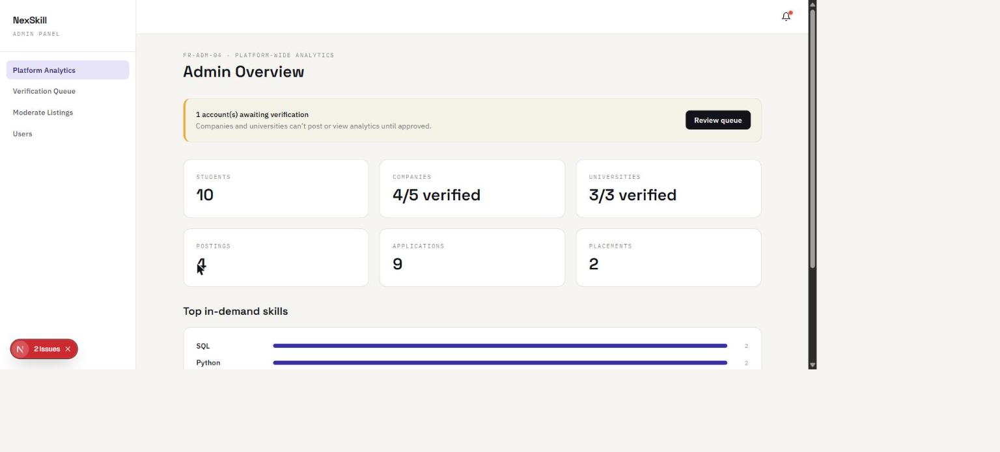 NexSkill
ADMIN PANEL
Platform Analytics
Verification Queue
Moderate Listings
Users
2 Issues
FR-ADM-04 · PLATFORM-WIDE ANALYTICS
Admin Overview
1 account(s) awaiting verification
Companies and universities can't post or view analytics until approved.
Review queue
STUDENTS
10
COMPANIES
4/5 verified
UNIVERSITIES
3/3 verified
POSTINGS
4
APPLICATIONS
9
PLACEMENTS
2
Top in-demand skills
SQL 2
Python 2